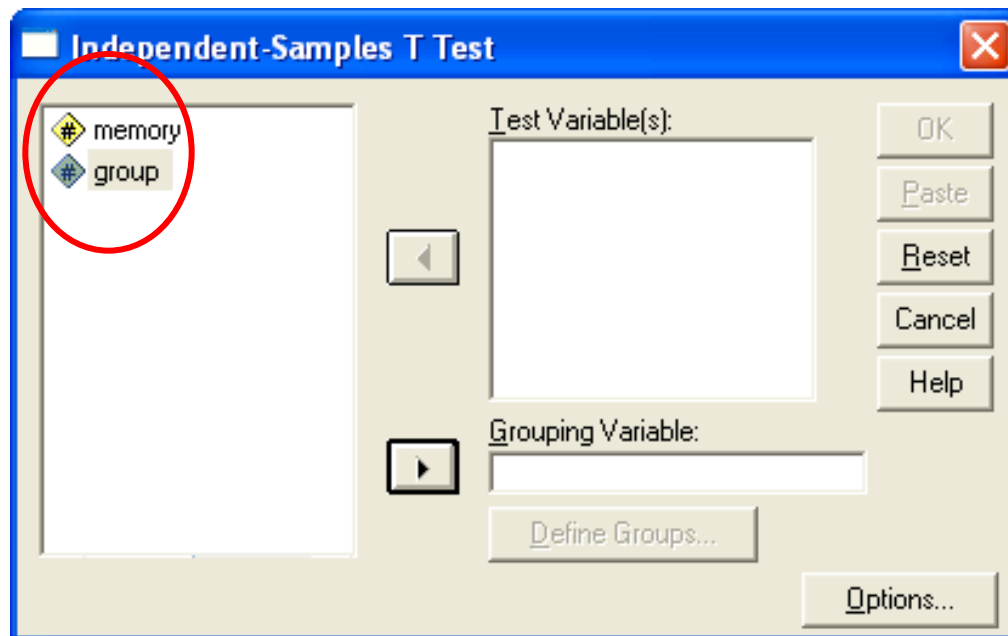 Independent-Samples T Test
# memory
# group
Test Variable(s):
Grouping Variable:
Define Groups...
OK
Paste
Reset
Cancel
Help
Options...